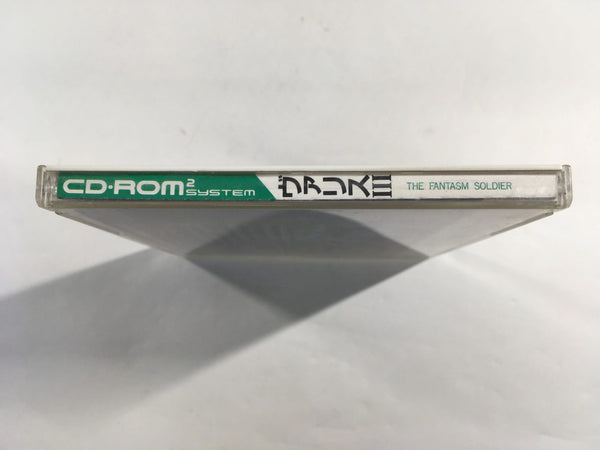 CD·ROM² SYSTEM ヴァリスIII THE FANTASM SOLDIER